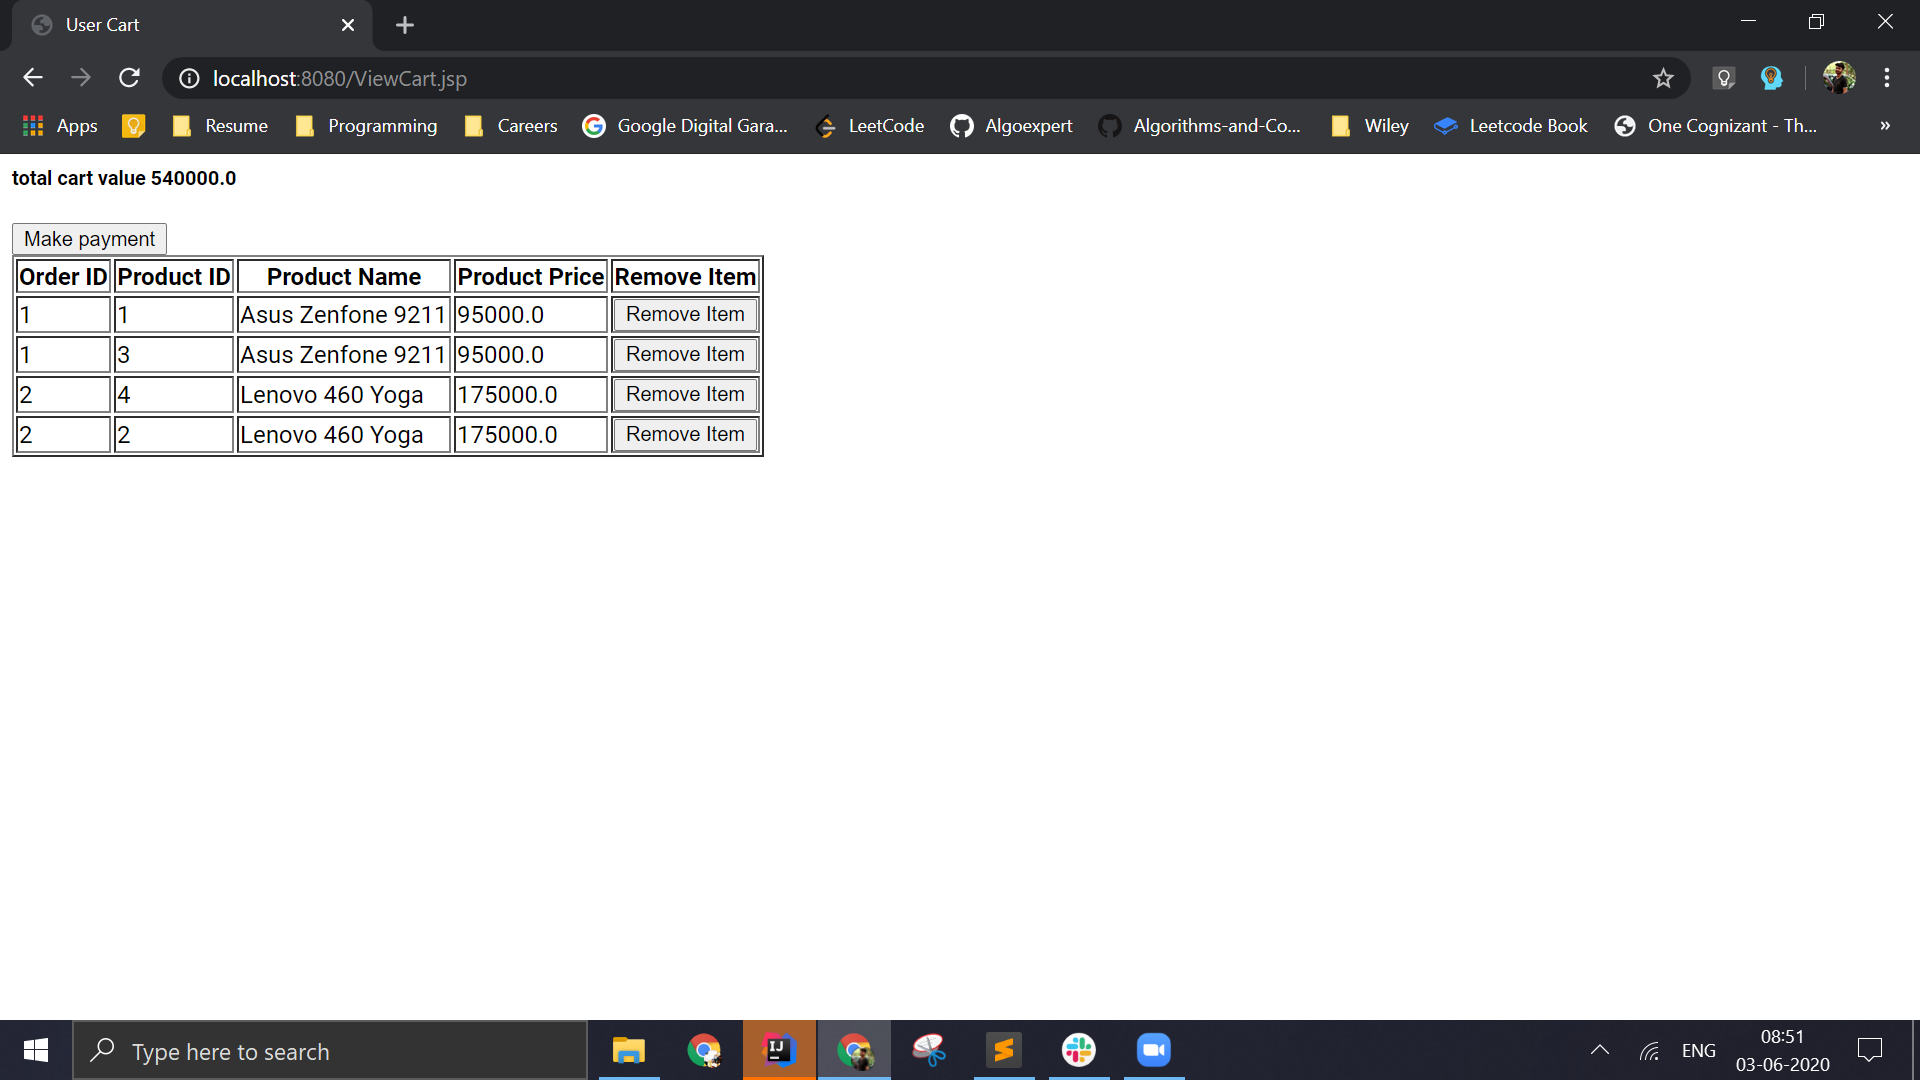 User Cart
localhost:8080/ViewCart.jsp
Apps Resume Programming Careers Google Digital Gara... LeetCode Algoexpert Algorithms-and-Co... Wiley Leetcode Book One Cognizant - Th... »
total cart value 540000.0
Make payment
Order ID Product ID Product Name Product Price Remove Item
1 1 Asus Zenfone 9211 95000.0 Remove Item
1 3 Asus Zenfone 9211 95000.0 Remove Item
2 4 Lenovo 460 Yoga 175000.0 Remove Item
2 2 Lenovo 460 Yoga 175000.0 Remove Item
Type here to search
IJ
ENG
08:51
03-06-2020